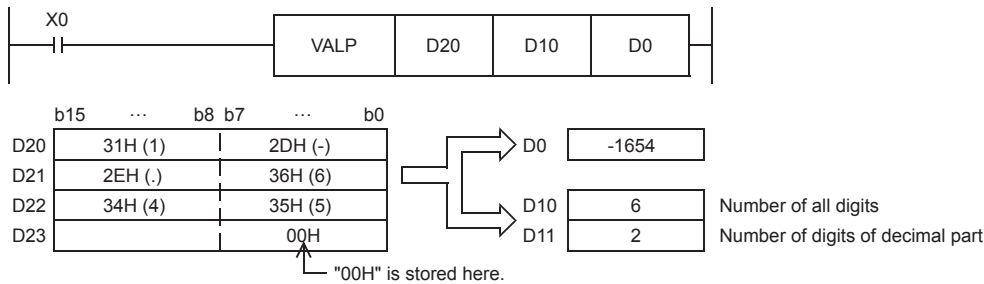 X0
VALP D20 D10 D0
b15 ... b8 b7 ... b0
D20 31H (1) 2DH (-) D0 -1654
D21 2EH (.) 36H (6)
D22 34H (4) 35H (5) D10 6 Number of all digits
D23 00H D11 2 Number of digits of decimal part
"00H" is stored here.